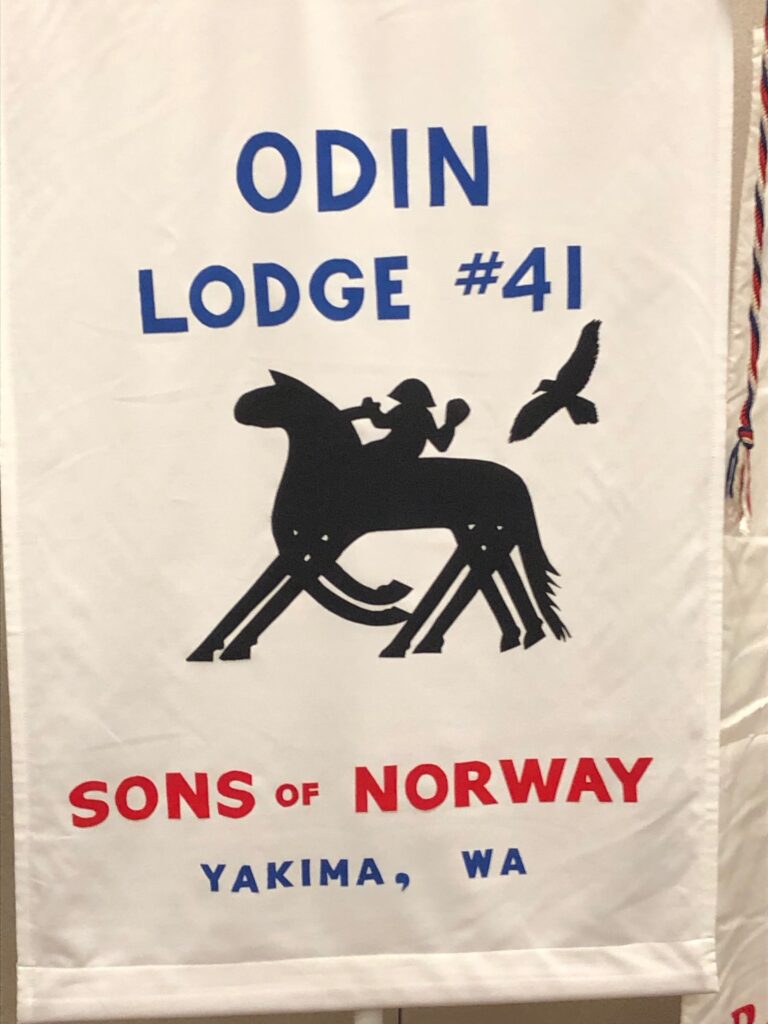 ODIN
LODGE #41
SONS OF NORWAY
YAKIMA, WA